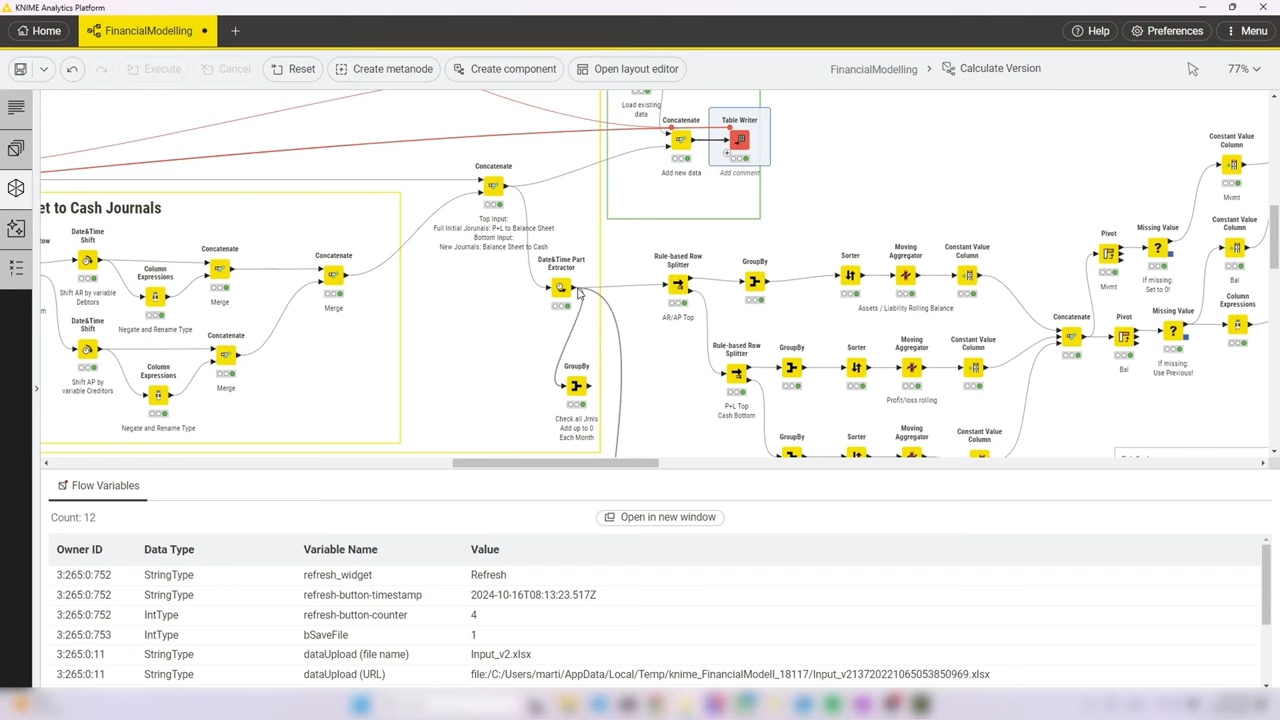 KNIME Analytics Platform
Home
FinancialModelling
Help
Preferences
Menu
Execute
Cancel
Reset
Create metanode
Create component
Open layout editor
FinancialModelling
Calculate Version
77%
Load existing
data
Concatenate
Add new data
Table Writer
Add comment
Concatenate
Top Input:
Full Initial Jorunals: P+L to Balance Sheet
Bottom Input:
New Jorunals: Balance Sheet to Cash
et to Cash Journals
Date&Time
Shift
Shift AR by variable
Debtors
Column
Expressions
Negate and Rename Type
Concatenate
Merge
Concatenate
Merge
Date&Time
Shift
Shift AP by
variable Creditors
Column
Expressions
Negate and Rename Type
Concatenate
Merge
Date&Time Part
Extractor
GroupBy
Check all Jrnls
Add up to 0
Each Month
Rule-based Row
Splitter
AR/AP Top
GroupBy
Sorter
Moving
Aggregator
Constant Value
Column
Assets / Liability Rolling Balance
Rule-based Row
Splitter
P+L Top
Cash Bottom
GroupBy
Sorter
Moving
Aggregator
Constant Value
Column
Profit/loss rolling
GroupBy
Sorter
Moving
Aggregator
Constant Value
Column
Concatenate
Pivot
Mvmt
Missing Value
If missing:
Set to 0!
Pivot
Bal
Missing Value
If missing:
Use Previous!
Constant Value
Column
Mvmt
Constant Value
Column
Bal
Column
Expressions
Flow Variables
Count: 12
Open in new window
Owner ID Data Type Variable Name Value
3:265:0:752 StringType refresh_widget Refresh
3:265:0:752 StringType refresh-button-timestamp 2024-10-16T08:13:23.517Z
3:265:0:752 IntType refresh-button-counter 4
3:265:0:753 IntType bSaveFile 1
3:265:0:11 StringType dataUpload (file name) Input_v2.xlsx
3:265:0:11 StringType dataUpload (URL) file:/C:/Users/marti/AppData/Local/Temp/knime_FinancialModell_18117/Input_v213720221065053850969.xlsx